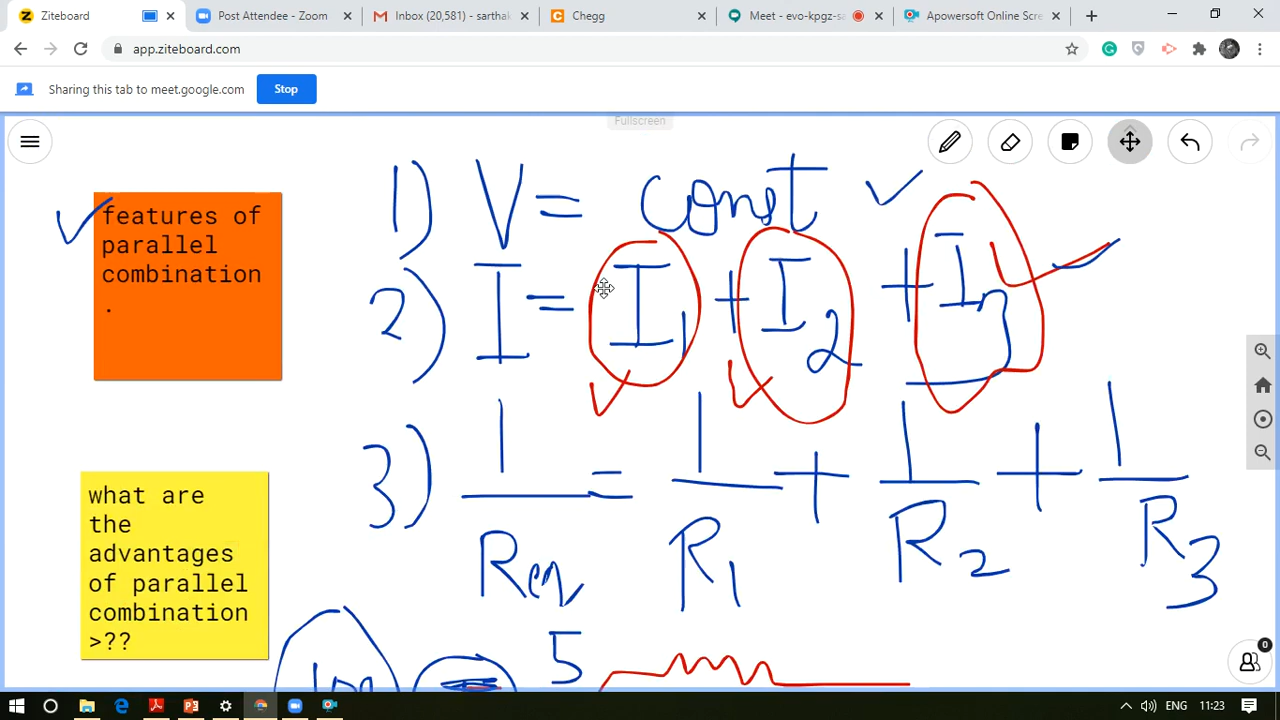 Ziteboard
Post Attendee - Zoom
Inbox (20,581) - sarthak
Chegg
Meet - evo-kpgz-sa
Apowersoft Online Scre
app.ziteboard.com
Sharing this tab to meet.google.com
Stop
Fullscreen
features of
parallel
combination
.
1) V = const
2) I = I1 + I2 + I3
3) 1/Req = 1/R1 + 1/R2 + 1/R3
what are
the
advantages
of parallel
combination
>??
100
5
0
ENG
11:23